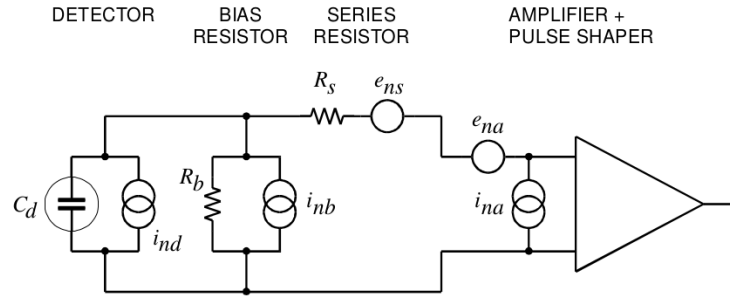 DETECTOR
BIAS
RESISTOR
SERIES
RESISTOR
AMPLIFIER +
PULSE SHAPER
R_s
e_ns
e_na
C_d
i_nd
R_b
i_nb
i_na